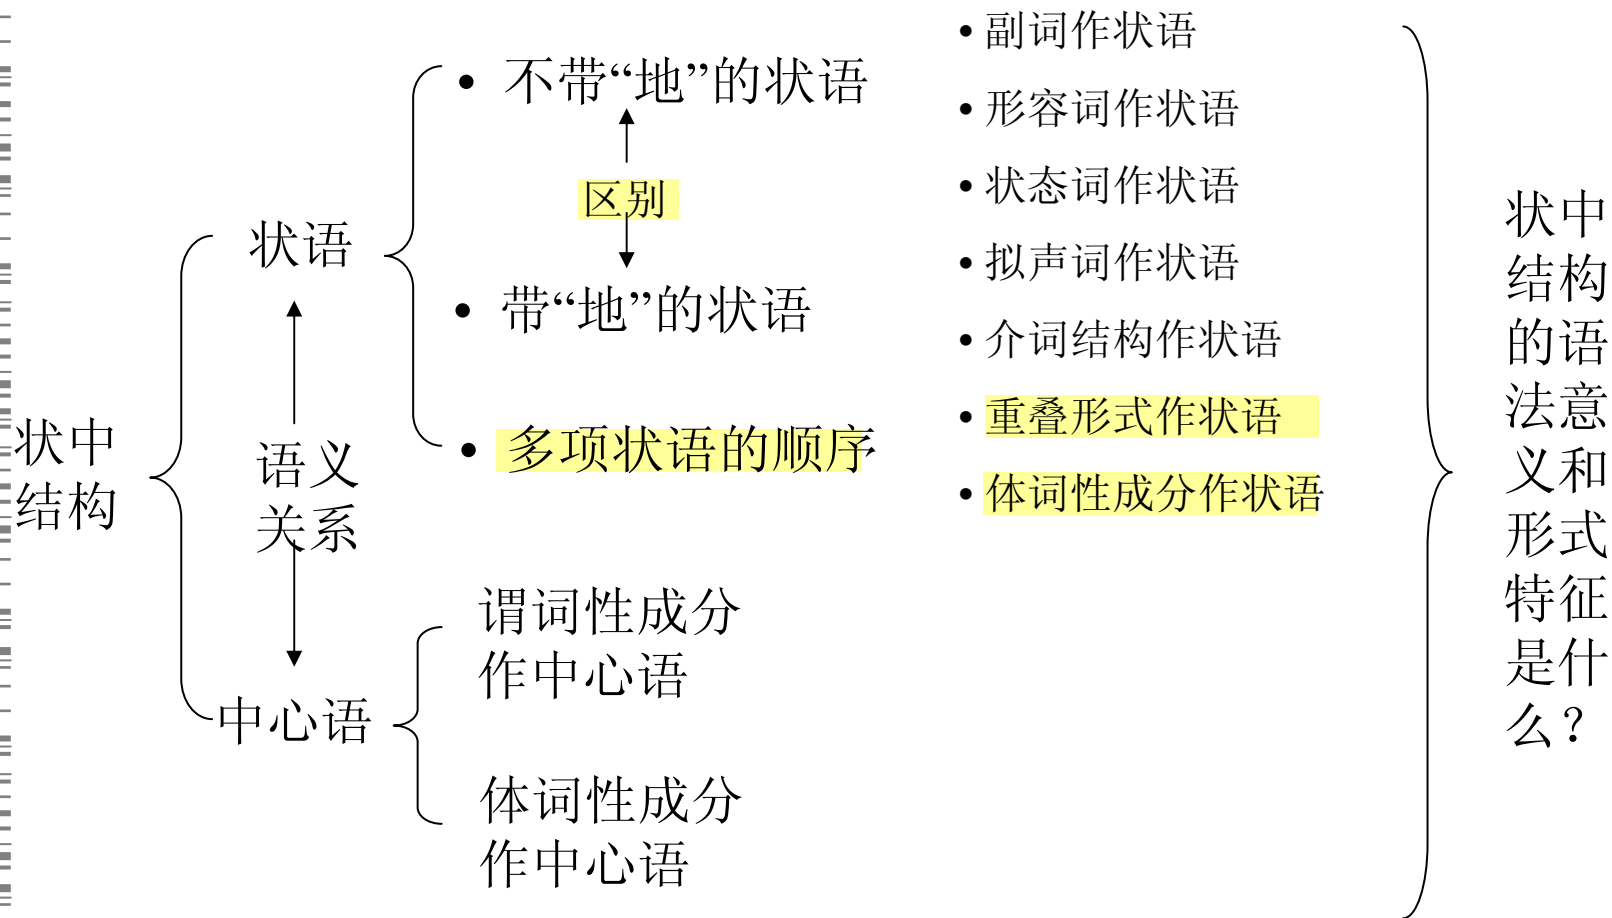 状中
结构
状语
语义
关系
中心语
• 不带“地”的状语
区别
• 带“地”的状语
• 多项状语的顺序
谓词性成分
作中心语
体词性成分
作中心语
• 副词作状语
• 形容词作状语
• 状态词作状语
• 拟声词作状语
• 介词结构作状语
• 重叠形式作状语
• 体词性成分作状语
状中
结构
的语
法意
义和
形式
特征
是什
么？